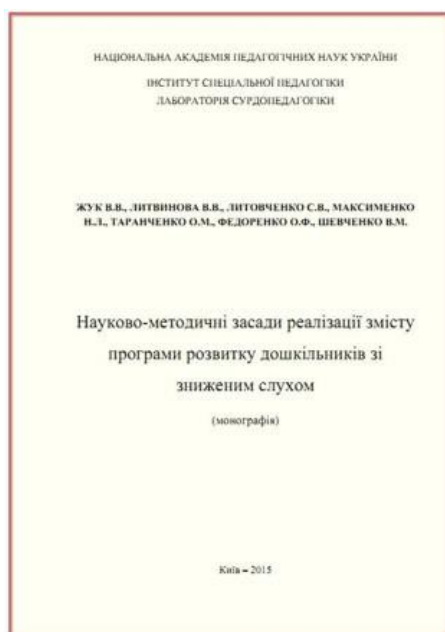 НАЦІОНАЛЬНА АКАДЕМІЯ ПЕДАГОГІЧНИХ НАУК УКРАЇНИ
ІНСТИТУТ СПЕЦІАЛЬНОЇ ПЕДАГОГІКИ
ЛАБОРАТОРІЯ СУРДОПЕДАГОГІКИ
ЖУК В.В., ЛИТВИНОВА В.В., ЛИТОВЧЕНКО С.В., МАКСИМЕНКО
Н.Л., ТАРАНЧЕНКО О.М., ФЕДОРЕНКО О.Ф., ШЕВЧЕНКО В.М.
Науково-методичні засади реалізації змісту
програми розвитку дошкільників зі
зниженим слухом
(монографія)
Київ – 2015